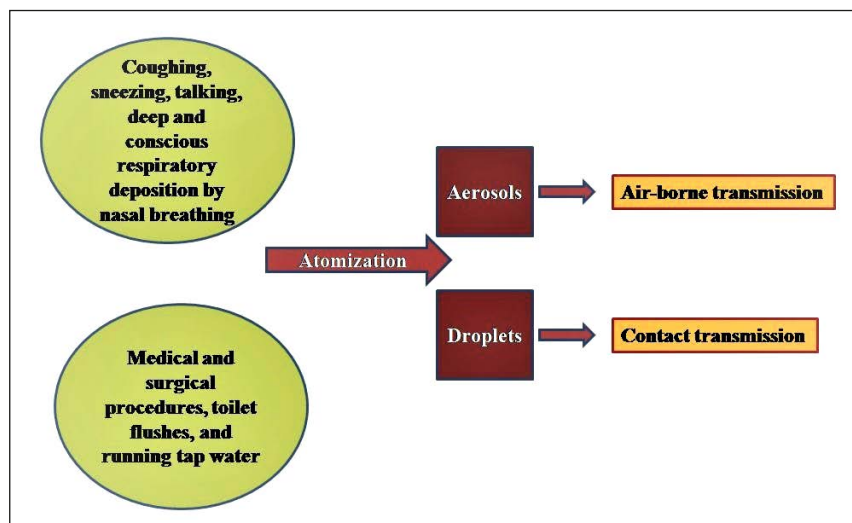 Coughing,
sneezing, talking,
deep and
conscious
respiratory
deposition by
nasal breathing
Aerosols
Air-borne transmission
Atomization
Droplets
Contact transmission
Medical and
surgical
procedures, toilet
flushes, and
running tap water